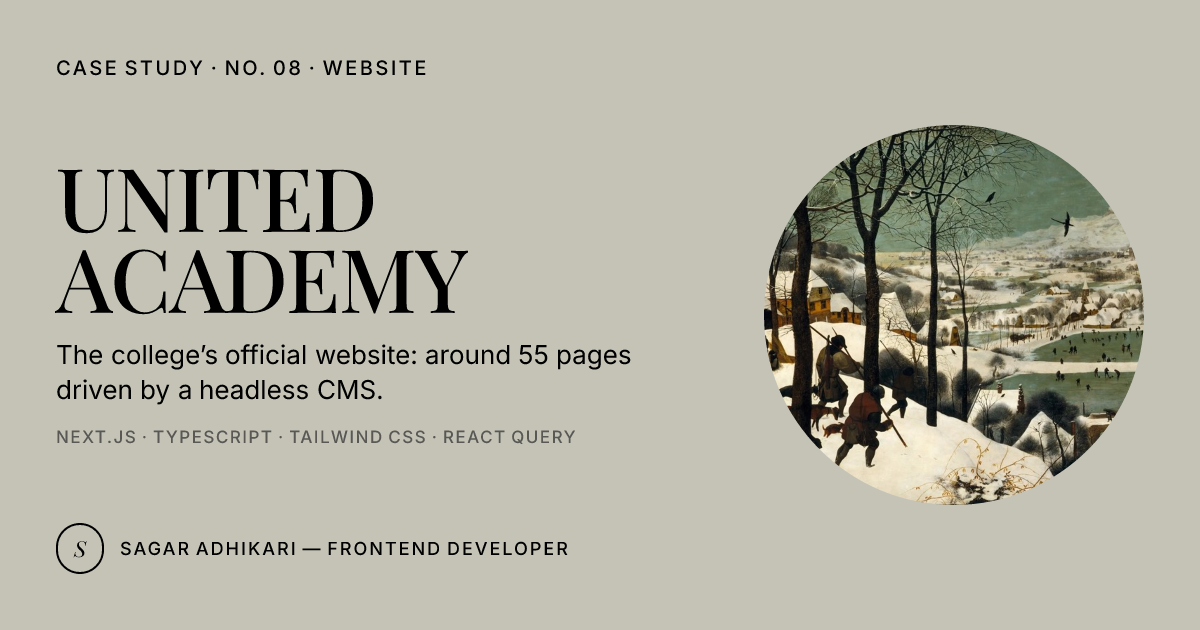 CASE STUDY · NO. 08 · WEBSITE
UNITED
ACADEMY
The college’s official website: around 55 pages
driven by a headless CMS.
NEXT.JS · TYPESCRIPT · TAILWIND CSS · REACT QUERY
S
SAGAR ADHIKARI — FRONTEND DEVELOPER